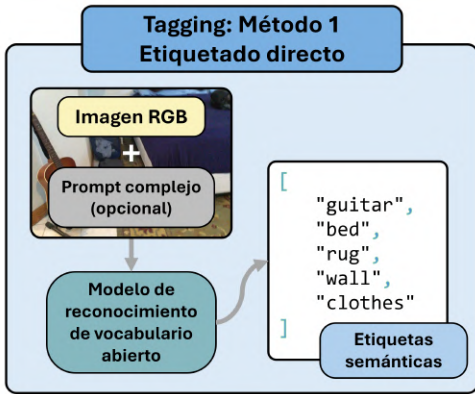 Tagging: Método 1
Etiquetado directo
Imagen RGB
+
Prompt complejo
(opcional)
Modelo de
reconocimiento
de vocabulario
abierto
[
"guitar",
"bed",
"rug",
"wall",
"clothes"
]
Etiquetas
semánticas